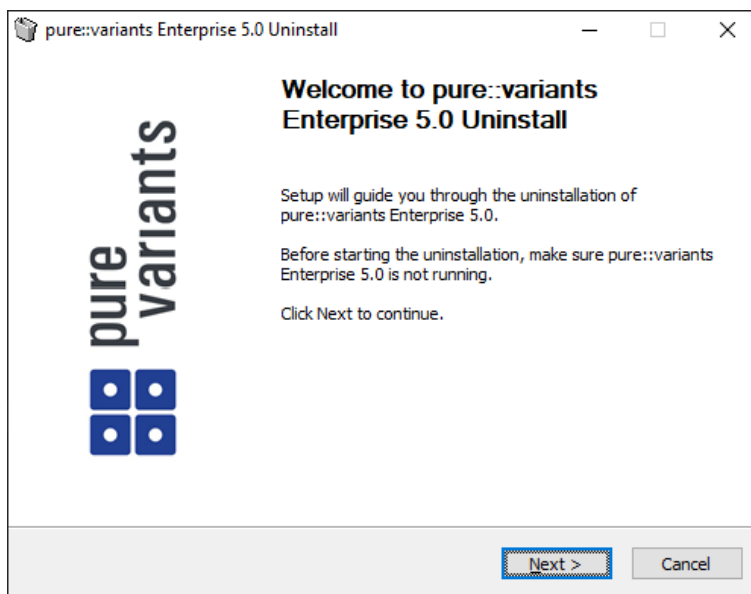 pure::variants Enterprise 5.0 Uninstall
Welcome to pure::variants
Enterprise 5.0 Uninstall
pure
variants
Setup will guide you through the uninstallation of
pure::variants Enterprise 5.0.
Before starting the uninstallation, make sure pure::variants
Enterprise 5.0 is not running.
Click Next to continue.
Next >
Cancel